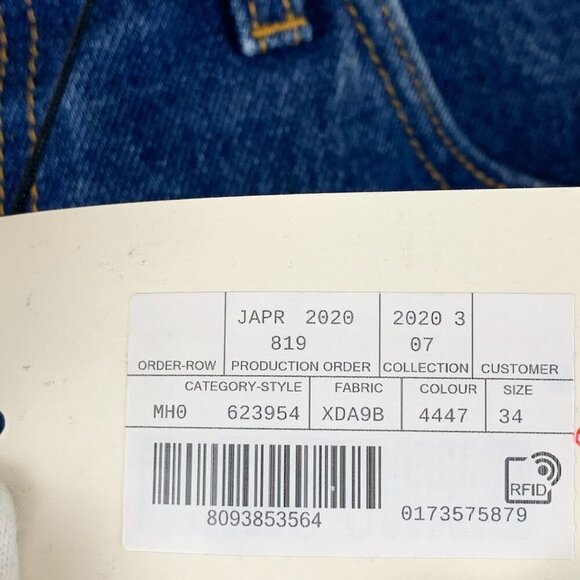 JAPR 2020 2020 3
819 07
ORDER-ROW PRODUCTION ORDER COLLECTION CUSTOMER
CATEGORY-STYLE FABRIC COLOUR SIZE
MH0 623954 XDA9B 4447 34
RFID
8093853564 0173575879